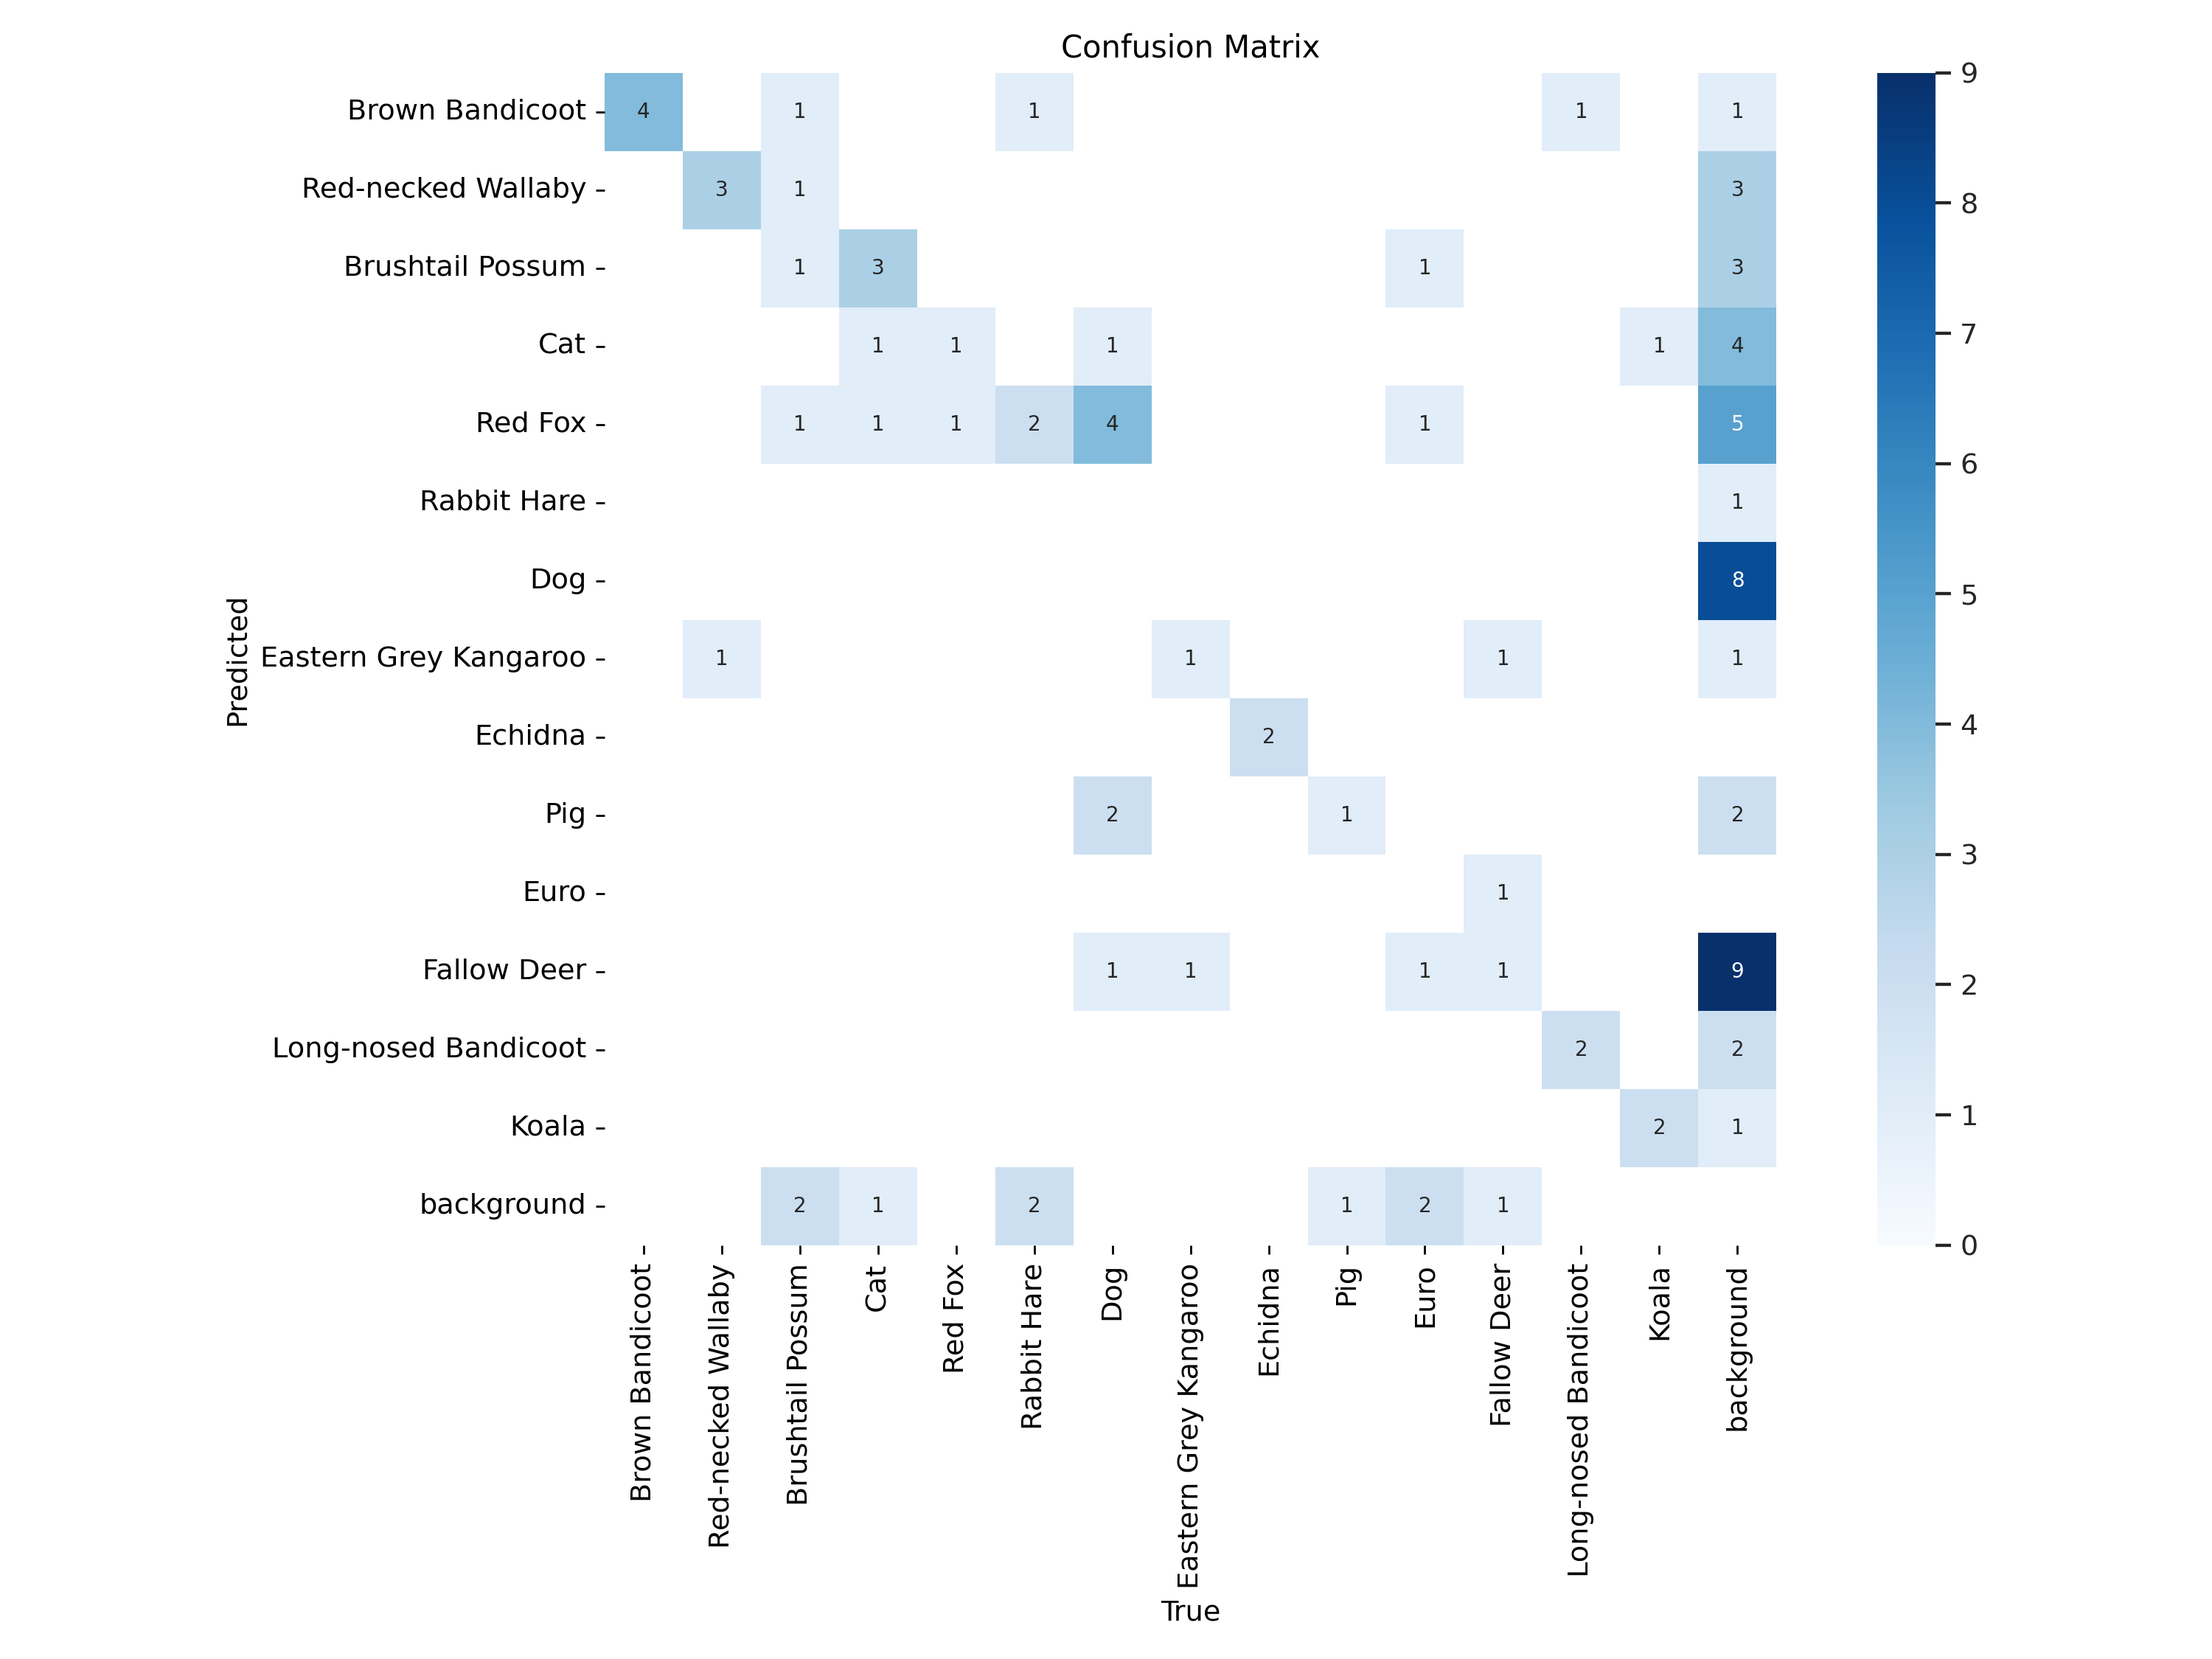 Confusion Matrix
Brown Bandicoot 4 1 1 1 1
Red-necked Wallaby 3 1 3
Brushtail Possum 1 3 1 3
Cat 1 1 1 1 4
Red Fox 1 1 1 2 4 1 5
Rabbit Hare 1
Dog 8
Eastern Grey Kangaroo 1 1 1 1
Echidna 2
Pig 2 1 2
Euro 1
Fallow Deer 1 1 1 1 9
Long-nosed Bandicoot 2 2
Koala 2 1
background 2 1 2 1 2 1
Predicted
Brown Bandicoot
Red-necked Wallaby
Brushtail Possum
Cat
Red Fox
Rabbit Hare
Dog
Eastern Grey Kangaroo
Echidna
Pig
Euro
Fallow Deer
Long-nosed Bandicoot
Koala
background
True
9
8
7
6
5
4
3
2
1
0